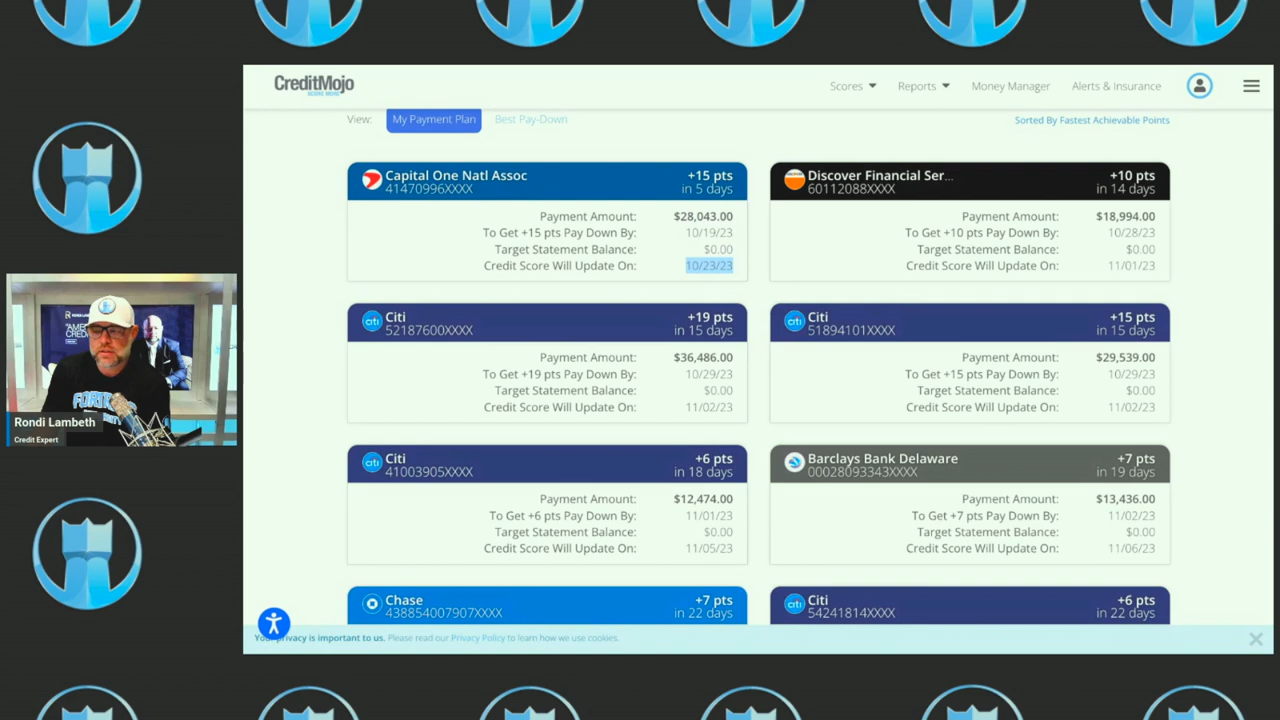 CreditMojo
Scores
Reports
Money Manager
Alerts & Insurance
View:
My Payment Plan
Best Pay-Down
Sorted By Fastest Achievable Points
Capital One Natl Assoc
+15 pts
41470996XXXX
in 5 days
Payment Amount: $28,043.00
To Get +15 pts Pay Down By: 10/19/23
Target Statement Balance: $0.00
Credit Score Will Update On: 10/23/23
Discover Financial Ser...
+10 pts
60112088XXXX
in 14 days
Payment Amount: $18,994.00
To Get +10 pts Pay Down By: 10/28/23
Target Statement Balance: $0.00
Credit Score Will Update On: 11/01/23
citi
Citi
+19 pts
52187600XXXX
in 15 days
Payment Amount: $36,486.00
To Get +19 pts Pay Down By: 10/29/23
Target Statement Balance: $0.00
Credit Score Will Update On: 11/02/23
citi
Citi
+15 pts
51894101XXXX
in 15 days
Payment Amount: $29,539.00
To Get +15 pts Pay Down By: 10/29/23
Target Statement Balance: $0.00
Credit Score Will Update On: 11/02/23
citi
Citi
+6 pts
41003905XXXX
in 18 days
Payment Amount: $12,474.00
To Get +6 pts Pay Down By: 11/01/23
Target Statement Balance: $0.00
Credit Score Will Update On: 11/05/23
Barclays Bank Delaware
+7 pts
00028093343XXXX
in 19 days
Payment Amount: $13,436.00
To Get +7 pts Pay Down By: 11/02/23
Target Statement Balance: $0.00
Credit Score Will Update On: 11/06/23
Chase
+7 pts
438854007907XXXX
in 22 days
citi
Citi
+6 pts
54241814XXXX
in 22 days
Your privacy is important to us. Please read our Privacy Policy to learn how we use cookies.
Rondi Lambeth
Credit Expert